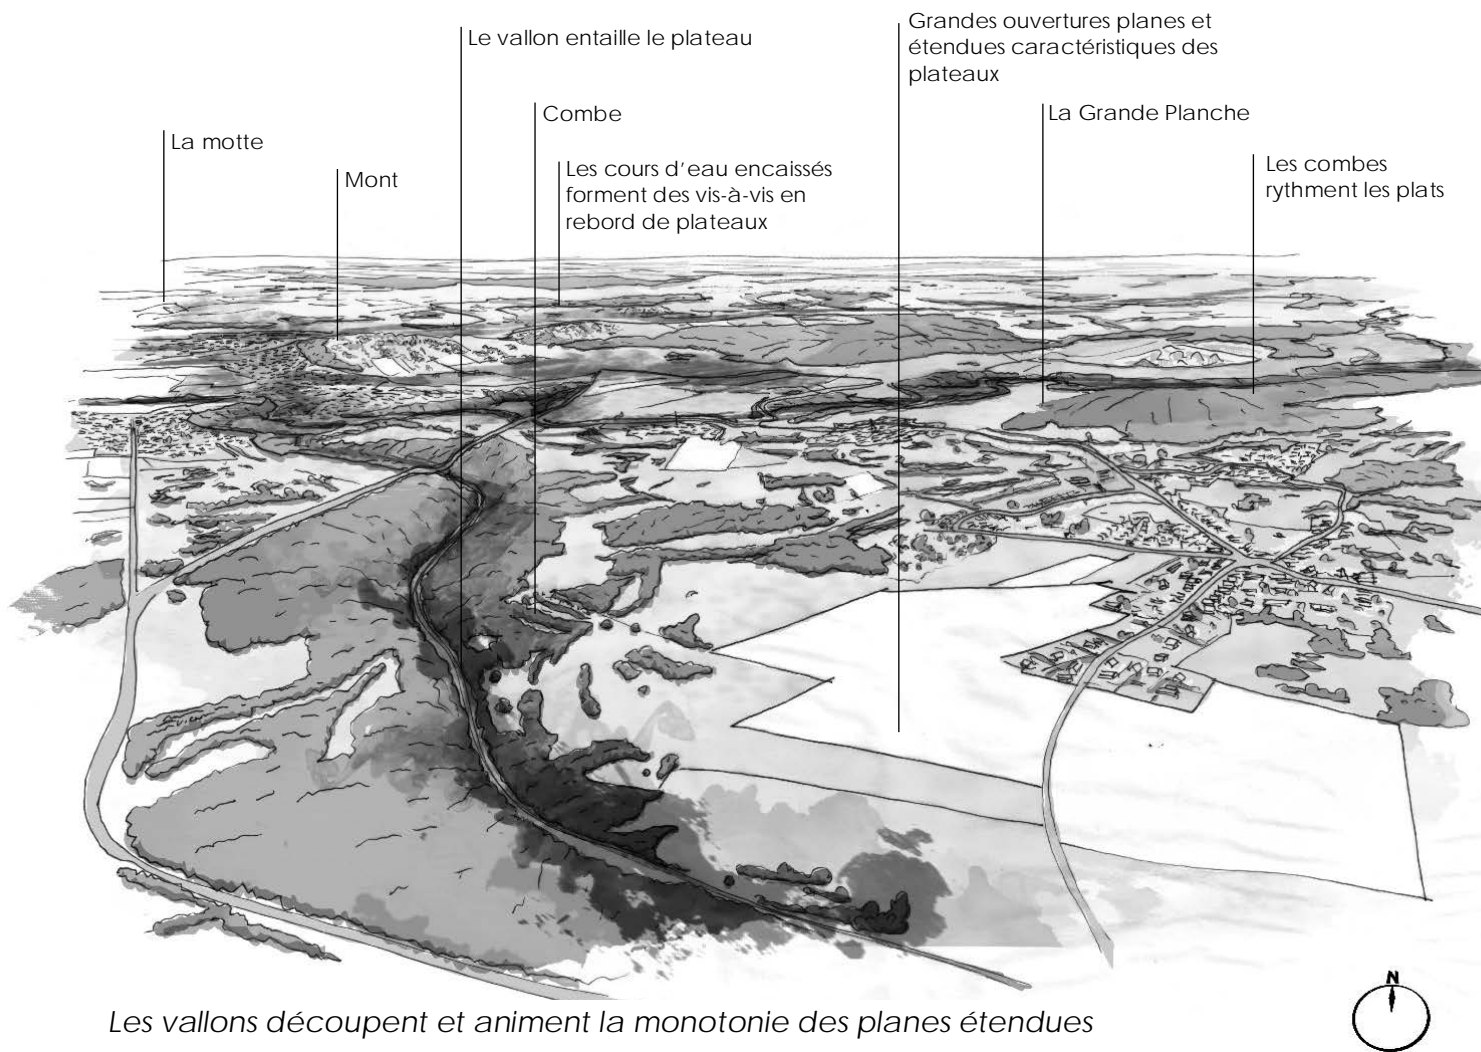 Le vallon entaille le plateau
Grandes ouvertures planes et
étendues caractéristiques des
plateaux
Combe
La Grande Planche
La motte
Mont
Les cours d'eau encaissés
forment des vis-à-vis en
rebord de plateaux
Les combes
rythment les plats
N
Les vallons découpent et animent la monotonie des planes étendues